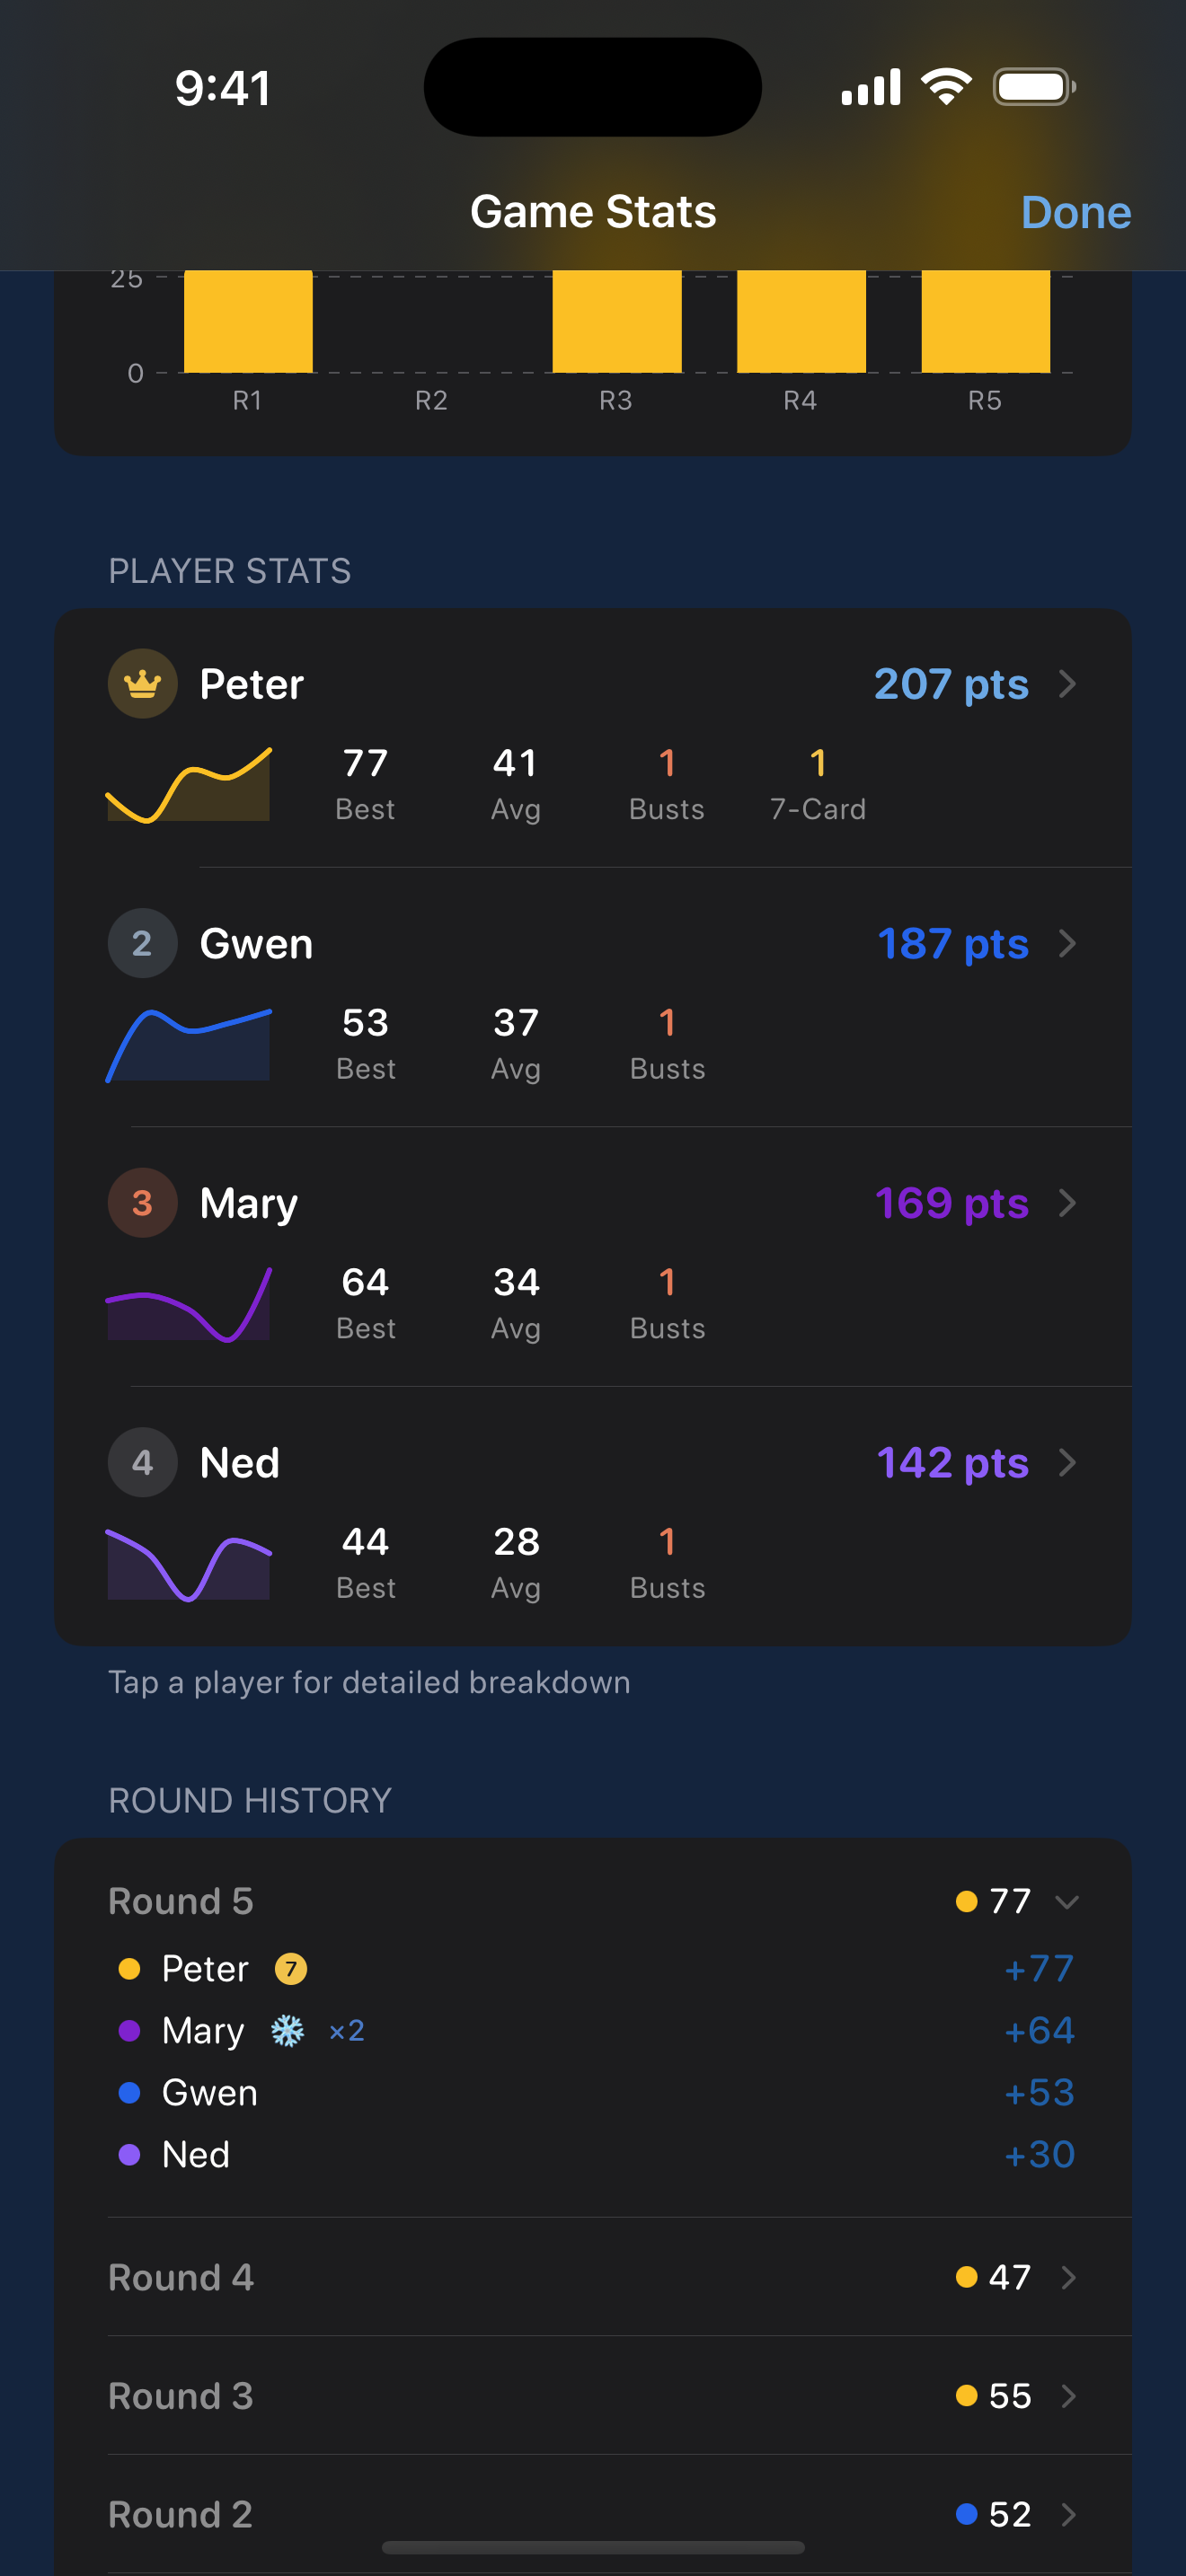 9:41
Game Stats
Done
25
0
R1 R2 R3 R4 R5
PLAYER STATS
Peter 207 pts
77 41 1 1
Best Avg Busts 7-Card
2 Gwen 187 pts
53 37 1
Best Avg Busts
3 Mary 169 pts
64 34 1
Best Avg Busts
4 Ned 142 pts
44 28 1
Best Avg Busts
Tap a player for detailed breakdown
ROUND HISTORY
Round 5 77
Peter 7 +77
Mary ×2 +64
Gwen +53
Ned +30
Round 4 47
Round 3 55
Round 2 52